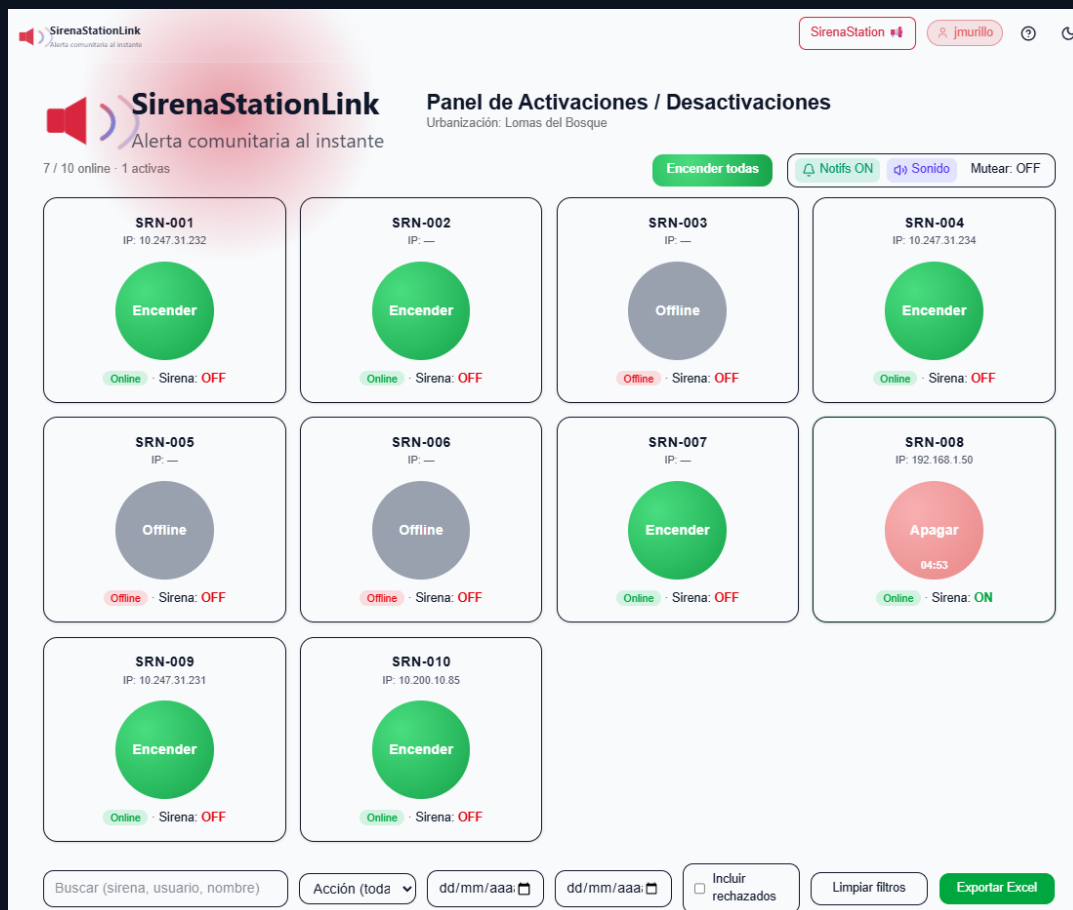 SirenaStationLink
Alerta comunitaria al instante
SirenaStation
jmurillo
SirenaStationLink
Alerta comunitaria al instante
Panel de Activaciones / Desactivaciones
Urbanización: Lomas del Bosque
7 / 10 online · 1 activas
Encender todas
Notifs ON
Sonido
Mutear: OFF
SRN-001
IP: 10.247.31.232
Encender
Online · Sirena: OFF
SRN-002
IP: —
Encender
Online · Sirena: OFF
SRN-003
IP: —
Offline
Offline · Sirena: OFF
SRN-004
IP: 10.247.31.234
Encender
Online · Sirena: OFF
SRN-005
IP: —
Offline
Offline · Sirena: OFF
SRN-006
IP: —
Offline
Offline · Sirena: OFF
SRN-007
IP: —
Encender
Online · Sirena: OFF
SRN-008
IP: 192.168.1.50
Apagar
04:53
Online · Sirena: ON
SRN-009
IP: 10.247.31.231
Encender
Online · Sirena: OFF
SRN-010
IP: 10.200.10.85
Encender
Online · Sirena: OFF
Buscar (sirena, usuario, nombre)
Acción (toda
dd/mm/aaa
dd/mm/aaa
Incluir
rechazados
Limpiar filtros
Exportar Excel